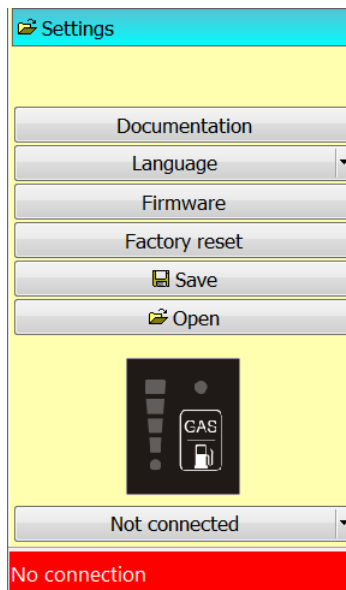 Settings
Documentation
Language
Firmware
Factory reset
Save
Open
GAS
Not connected
No connection